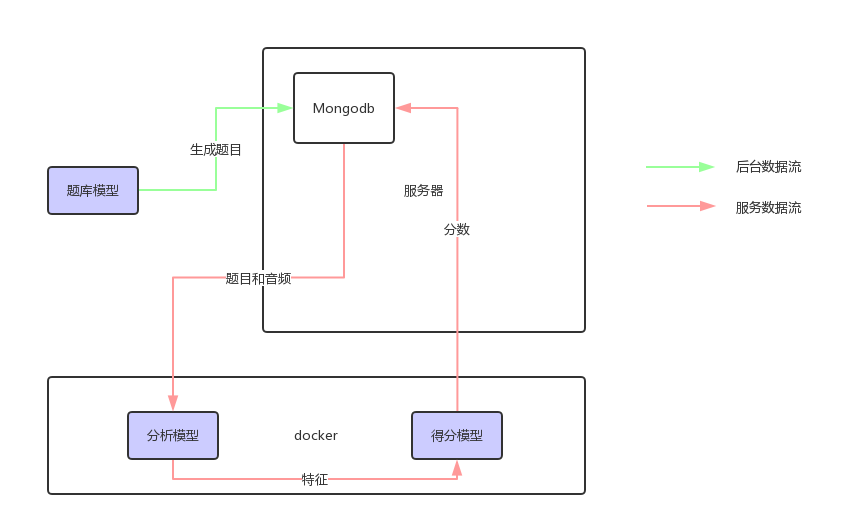 Mongodb
生成题目
后台数据流
题库模型
服务器
服务数据流
分数
题目和音频
分析模型
docker
得分模型
特征